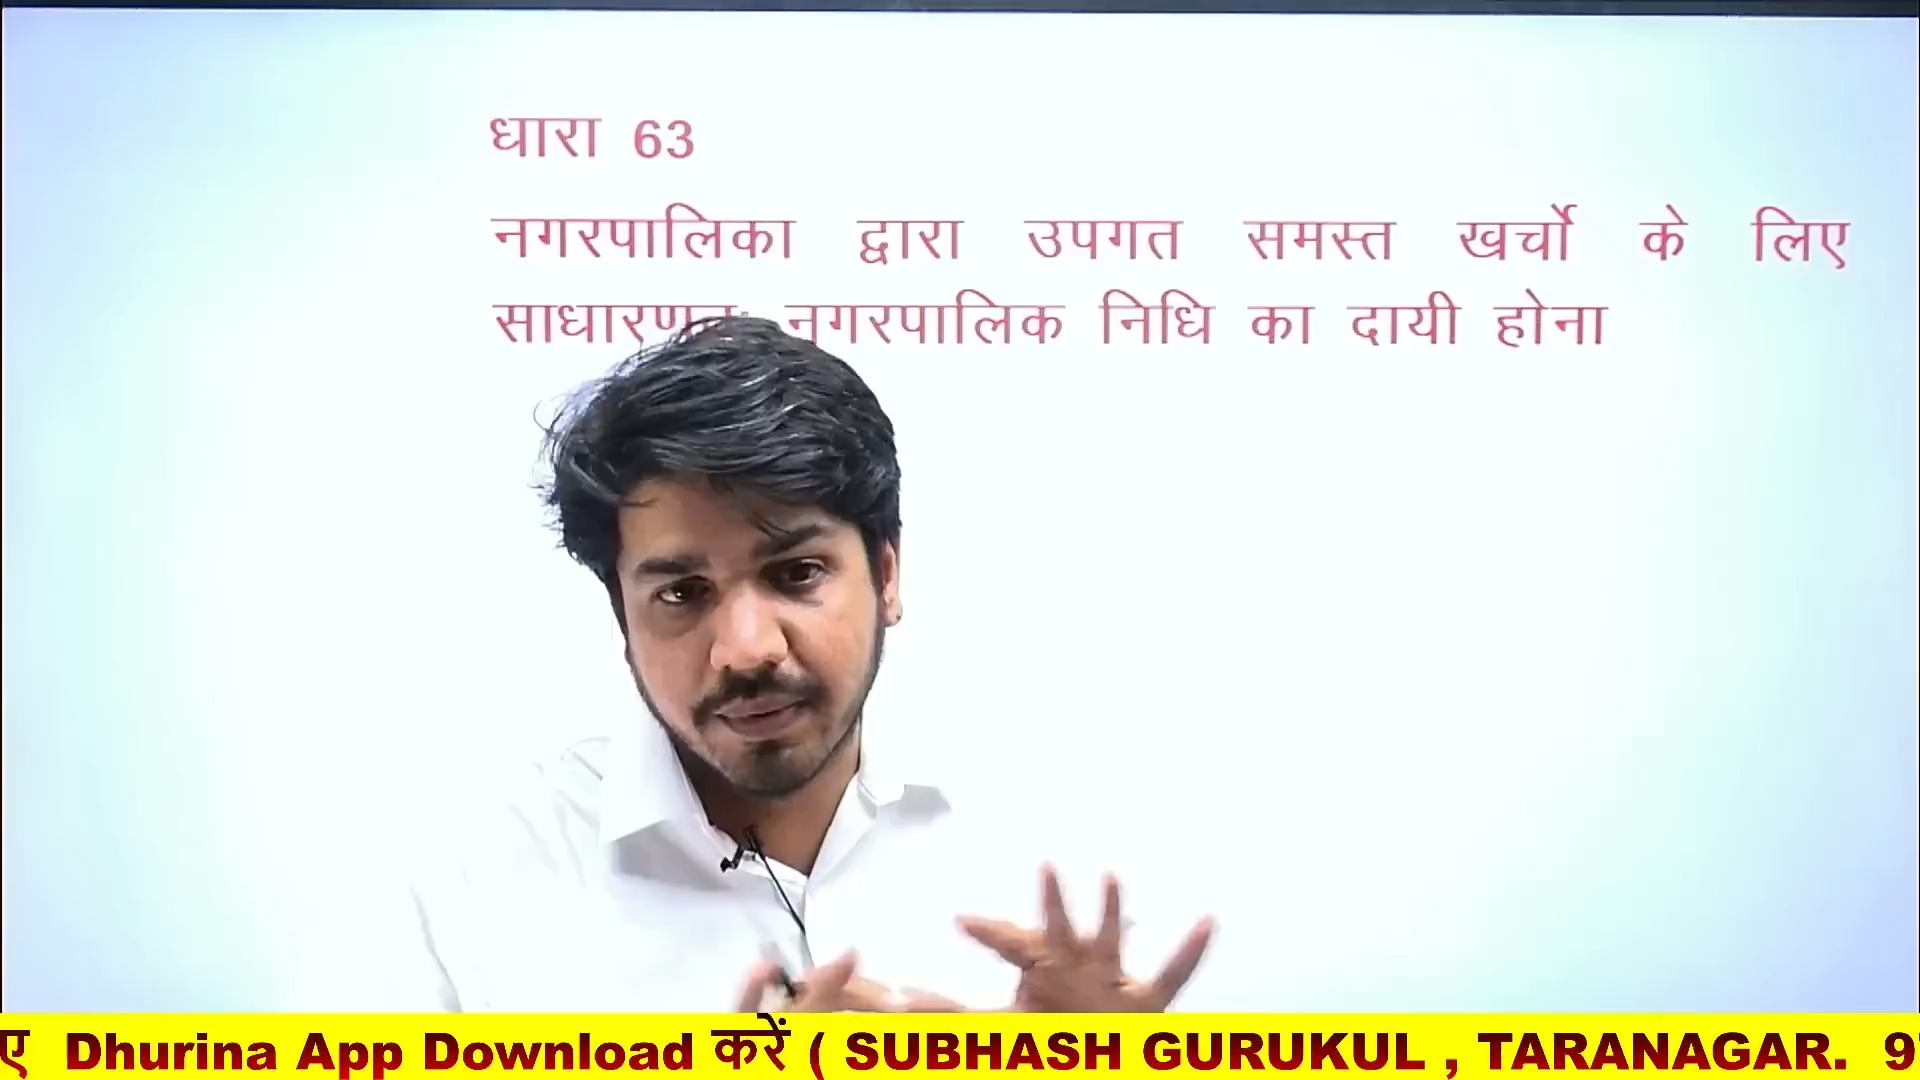 धारा 63
नगरपालिका द्वारा उपगत समस्त खर्चो के लिए
नगरपालिक निधि का दायी होना
Dhurina App Download करें ( SUBHASH GURUKUL , TARANAGAR.